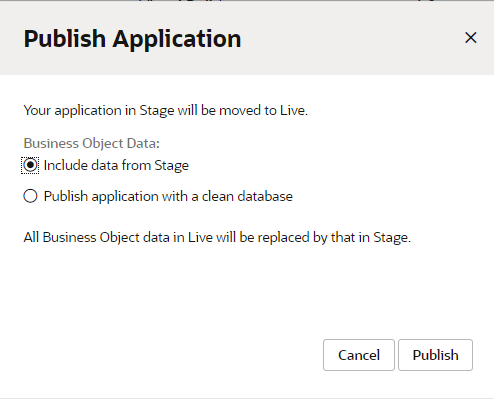 Publish Application
Your application in Stage will be moved to Live.
Business Object Data:
Include data from Stage
Publish application with a clean database
All Business Object data in Live will be replaced by that in Stage.
Cancel Publish